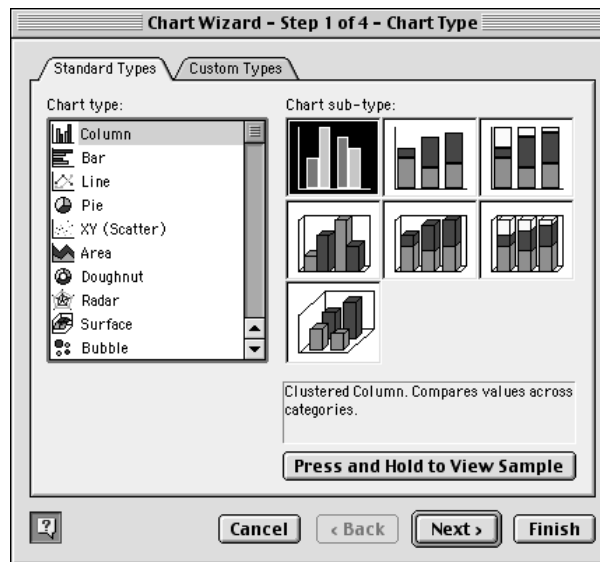 Chart Wizard - Step 1 of 4 - Chart Type
Standard Types
Custom Types
Chart type:
Column
Bar
Line
Pie
XY (Scatter)
Area
Doughnut
Radar
Surface
Bubble
Chart sub-type:
Clustered Column. Compares values across
categories.
Press and Hold to View Sample
?
Cancel
< Back
Next >
Finish